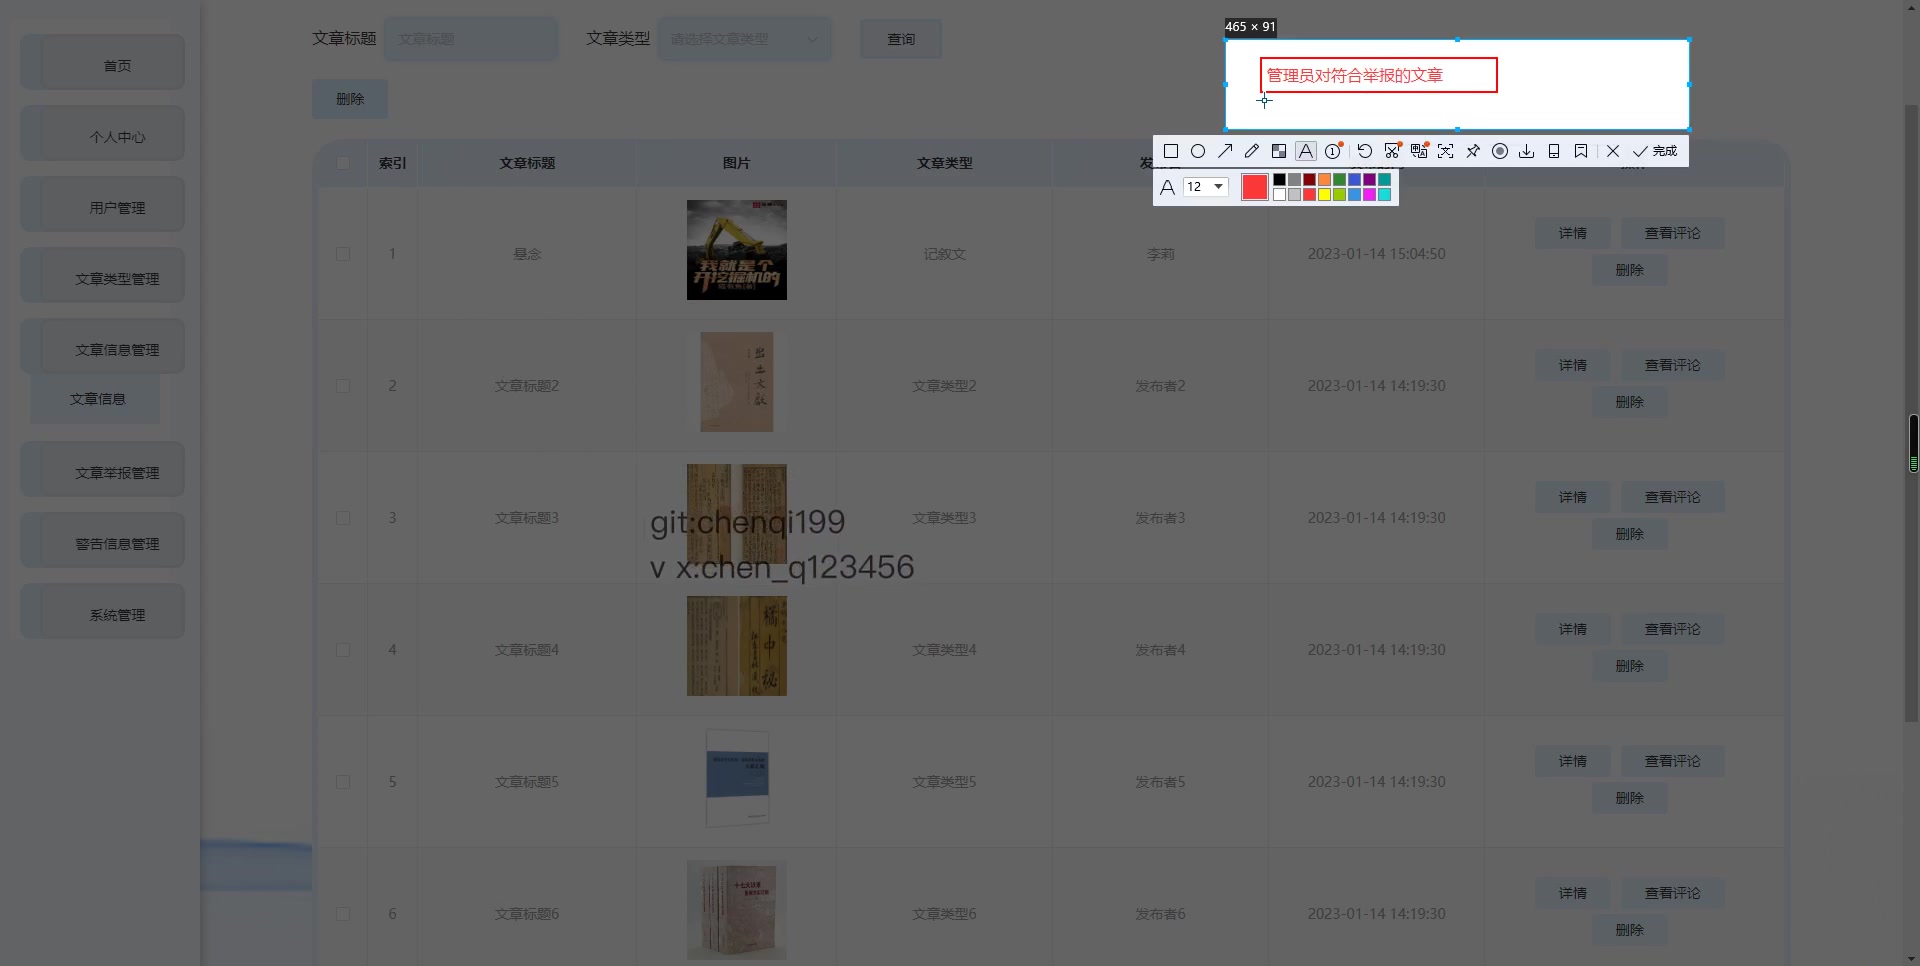 465 × 91
文章标题 文章标题 文章类型 请选择文章类型 查询
管理员对符合举报的文章
删除
完成
12
首页
个人中心
用户管理
文章类型管理
文章信息管理
文章信息
文章举报管理
警告信息管理
系统管理
索引 文章标题 图片 文章类型
1 悬念 记叙文 李莉 2023-01-14 15:04:50 详情 查看评论 删除
我就是个
开挖掘机的
2 文章标题2 文章类型2 发布者2 2023-01-14 14:19:30 详情 查看评论 删除
出土文献
3 文章标题3 文章类型3 发布者3 2023-01-14 14:19:30 详情 查看评论 删除
git:chenqi199
v x:chen_q123456
4 文章标题4 文章类型4 发布者4 2023-01-14 14:19:30 详情 查看评论 删除
5 文章标题5 文章类型5 发布者5 2023-01-14 14:19:30 详情 查看评论 删除
6 文章标题6 文章类型6 发布者6 2023-01-14 14:19:30 详情 查看评论 删除